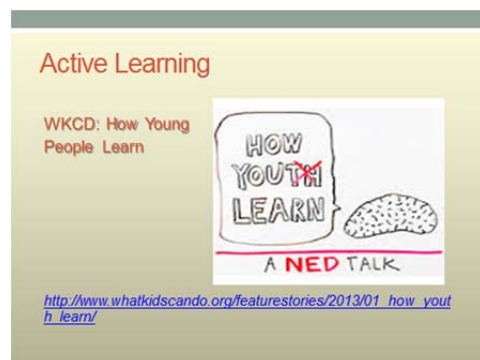 Active Learning
WKCD: How Young
People Learn
HOW
YOUTH
LEARN
A NED TALK
http://www.whatkidscando.org/featurestories/2013/01_how_yout
h_learn/